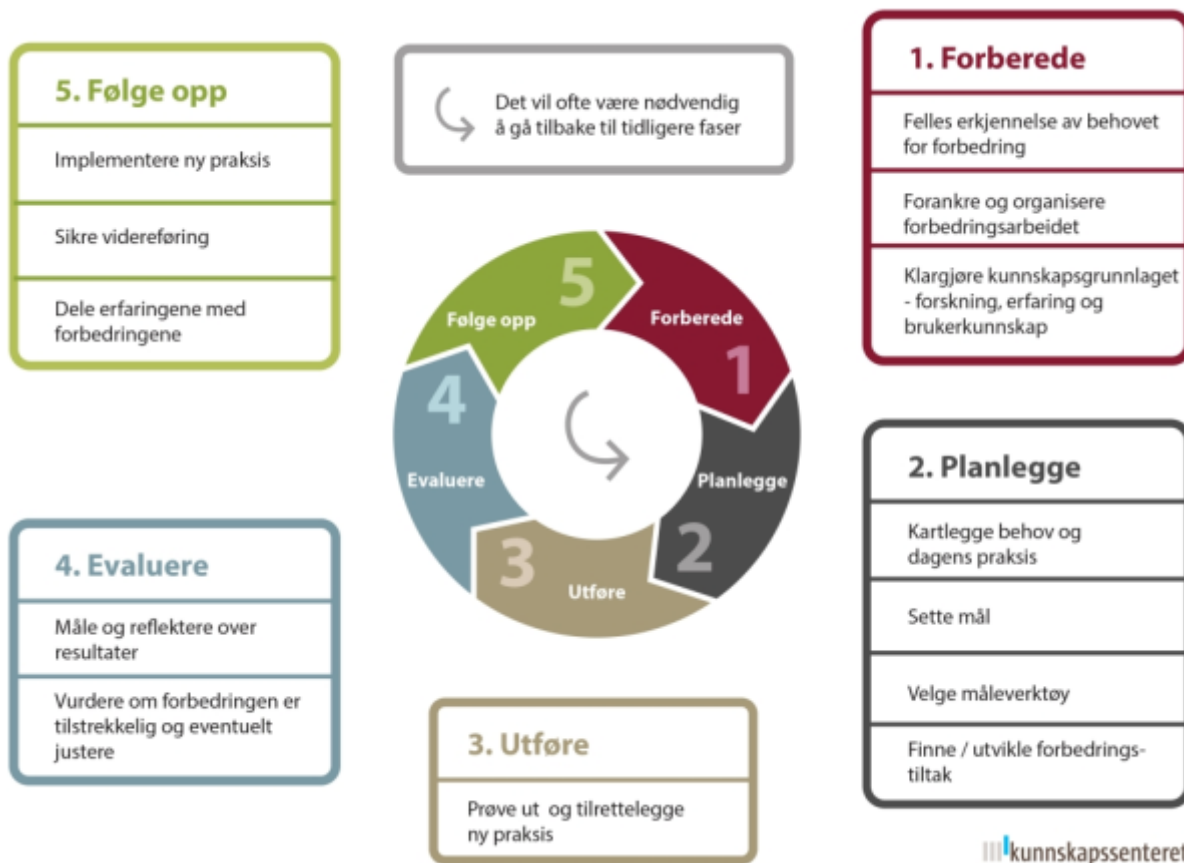 5. Følge opp
Implementere ny praksis
Sikre videreføring
Dele erfaringene med
forbedringene
Det vil ofte være nødvendig
å gå tilbake til tidligere faser
1. Forberede
Felles erkjennelse av behovet
for forbedring
Forankre og organisere
forbedringsarbeidet
Klargjøre kunnskapsgrunnlaget
- forskning, erfaring og
brukerkunnskap
5
Følge opp
Forberede
1
4
Evaluere
Planlegge
2
3
Utføre
2. Planlegge
Kartlegge behov og
dagens praksis
Sette mål
Velge måleverktøy
Finne / utvikle forbedrings-
tiltak
4. Evaluere
Måle og reflektere over
resultater
Vurdere om forbedringen er
tilstrekkelig og eventuelt
justere
3. Utføre
Prøve ut og tilrettelegge
ny praksis
kunnskapssenteret